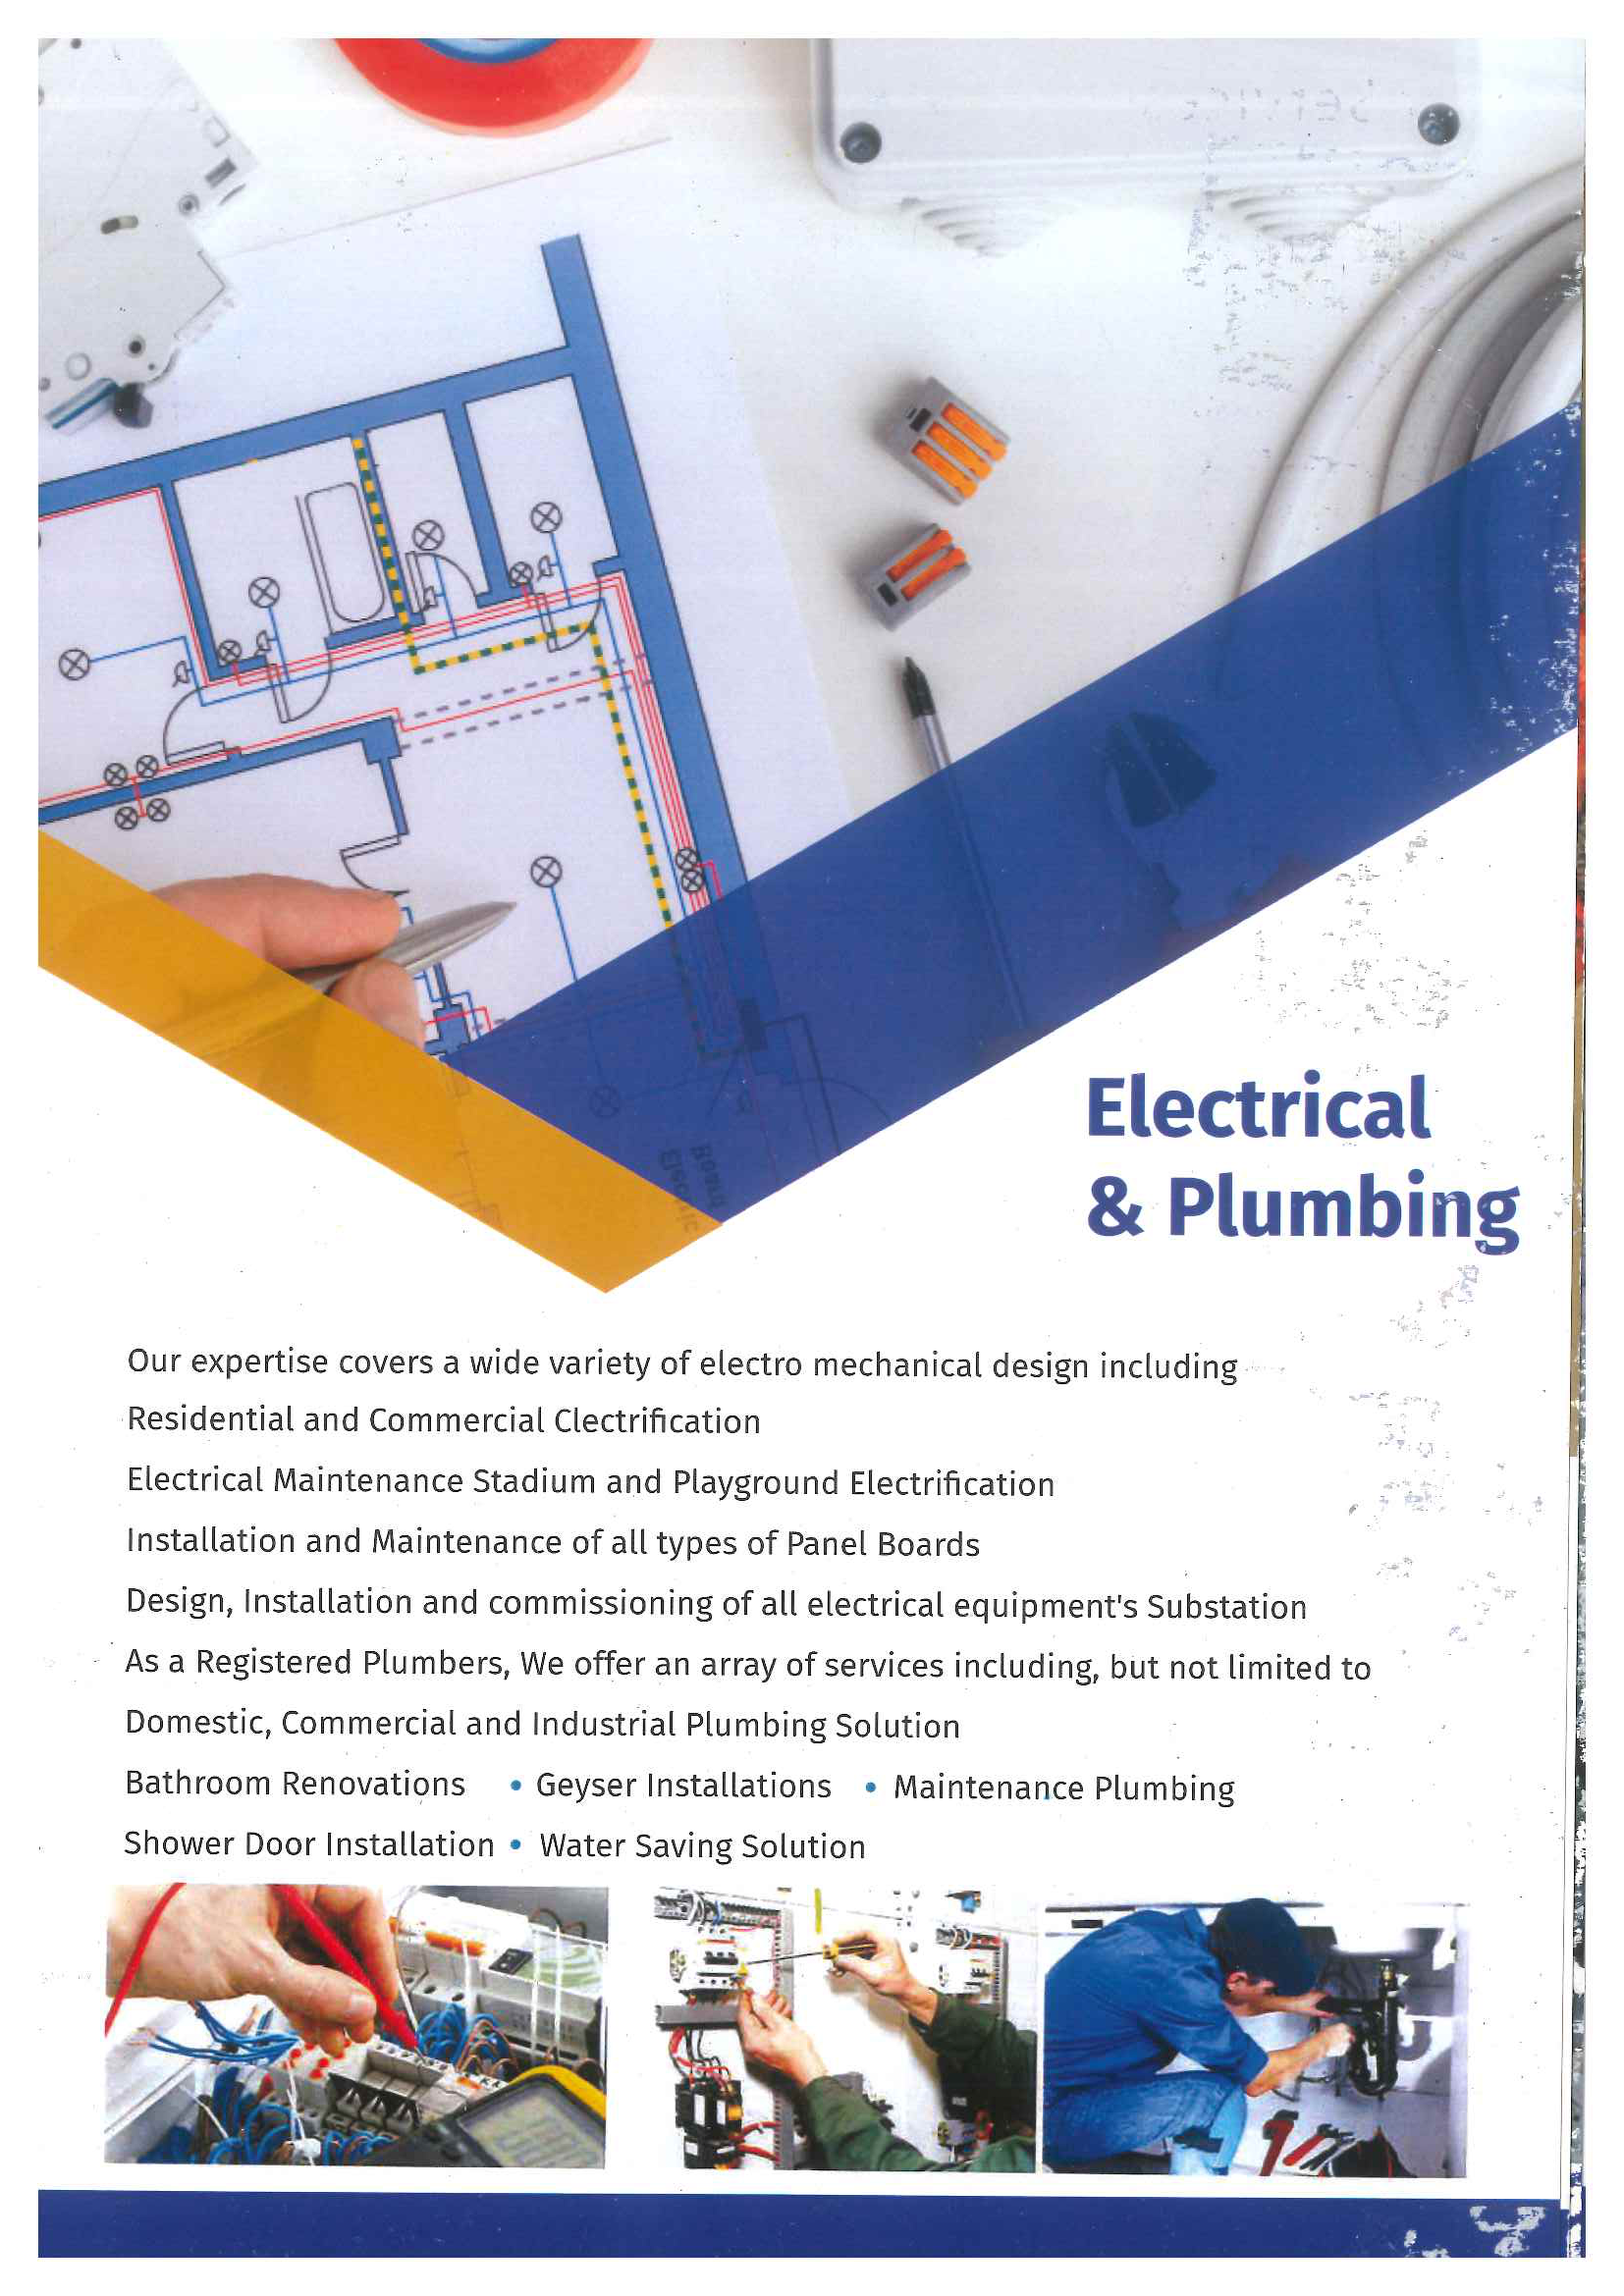 Electrical
& Plumbing
Our expertise covers a wide variety of electro mechanical design including
Residential and Commercial Clectrification
Electrical Maintenance Stadium and Playground Electrification
Installation and Maintenance of all types of Panel Boards
Design, Installation and commissioning of all electrical equipment's Substation
As a Registered Plumbers, We offer an array of services including, but not limited to
Domestic, Commercial and Industrial Plumbing Solution
Bathroom Renovations • Geyser Installations • Maintenance Plumbing
Shower Door Installation • Water Saving Solution